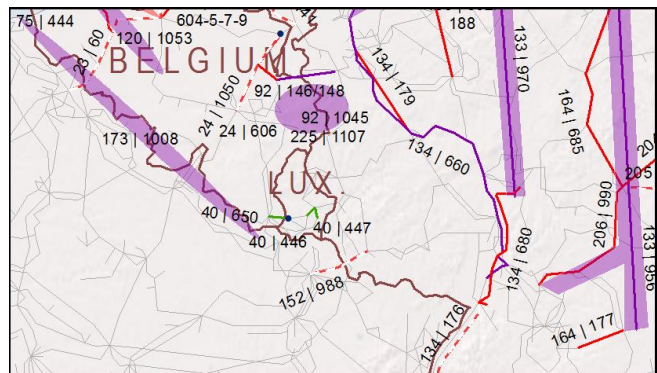 75 | 444
604-5-7-9
188
120 | 1053
23 | 60
BELGIUM
134 | 179
133 | 970
24 | 1050
92 | 146/148
164 | 685
92 | 1045
24 | 606
225 | 1107
173 | 1008
134 | 660
205
LUX.
40 | 650
206 | 990
40 | 446
40 | 447
134 | 680
133 | 956
152 | 988
134 | 176
164 | 177